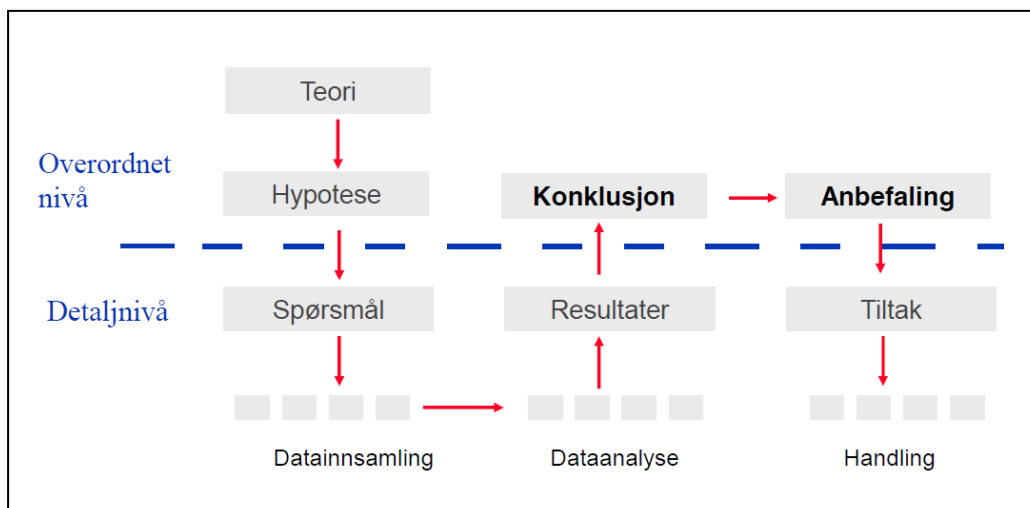 Teori
Overordnet
nivå
Hypotese
Konklusjon
Anbefaling
Detaljnivå
Spørsmål
Resultater
Tiltak
Datainnsamling
Dataanalyse
Handling